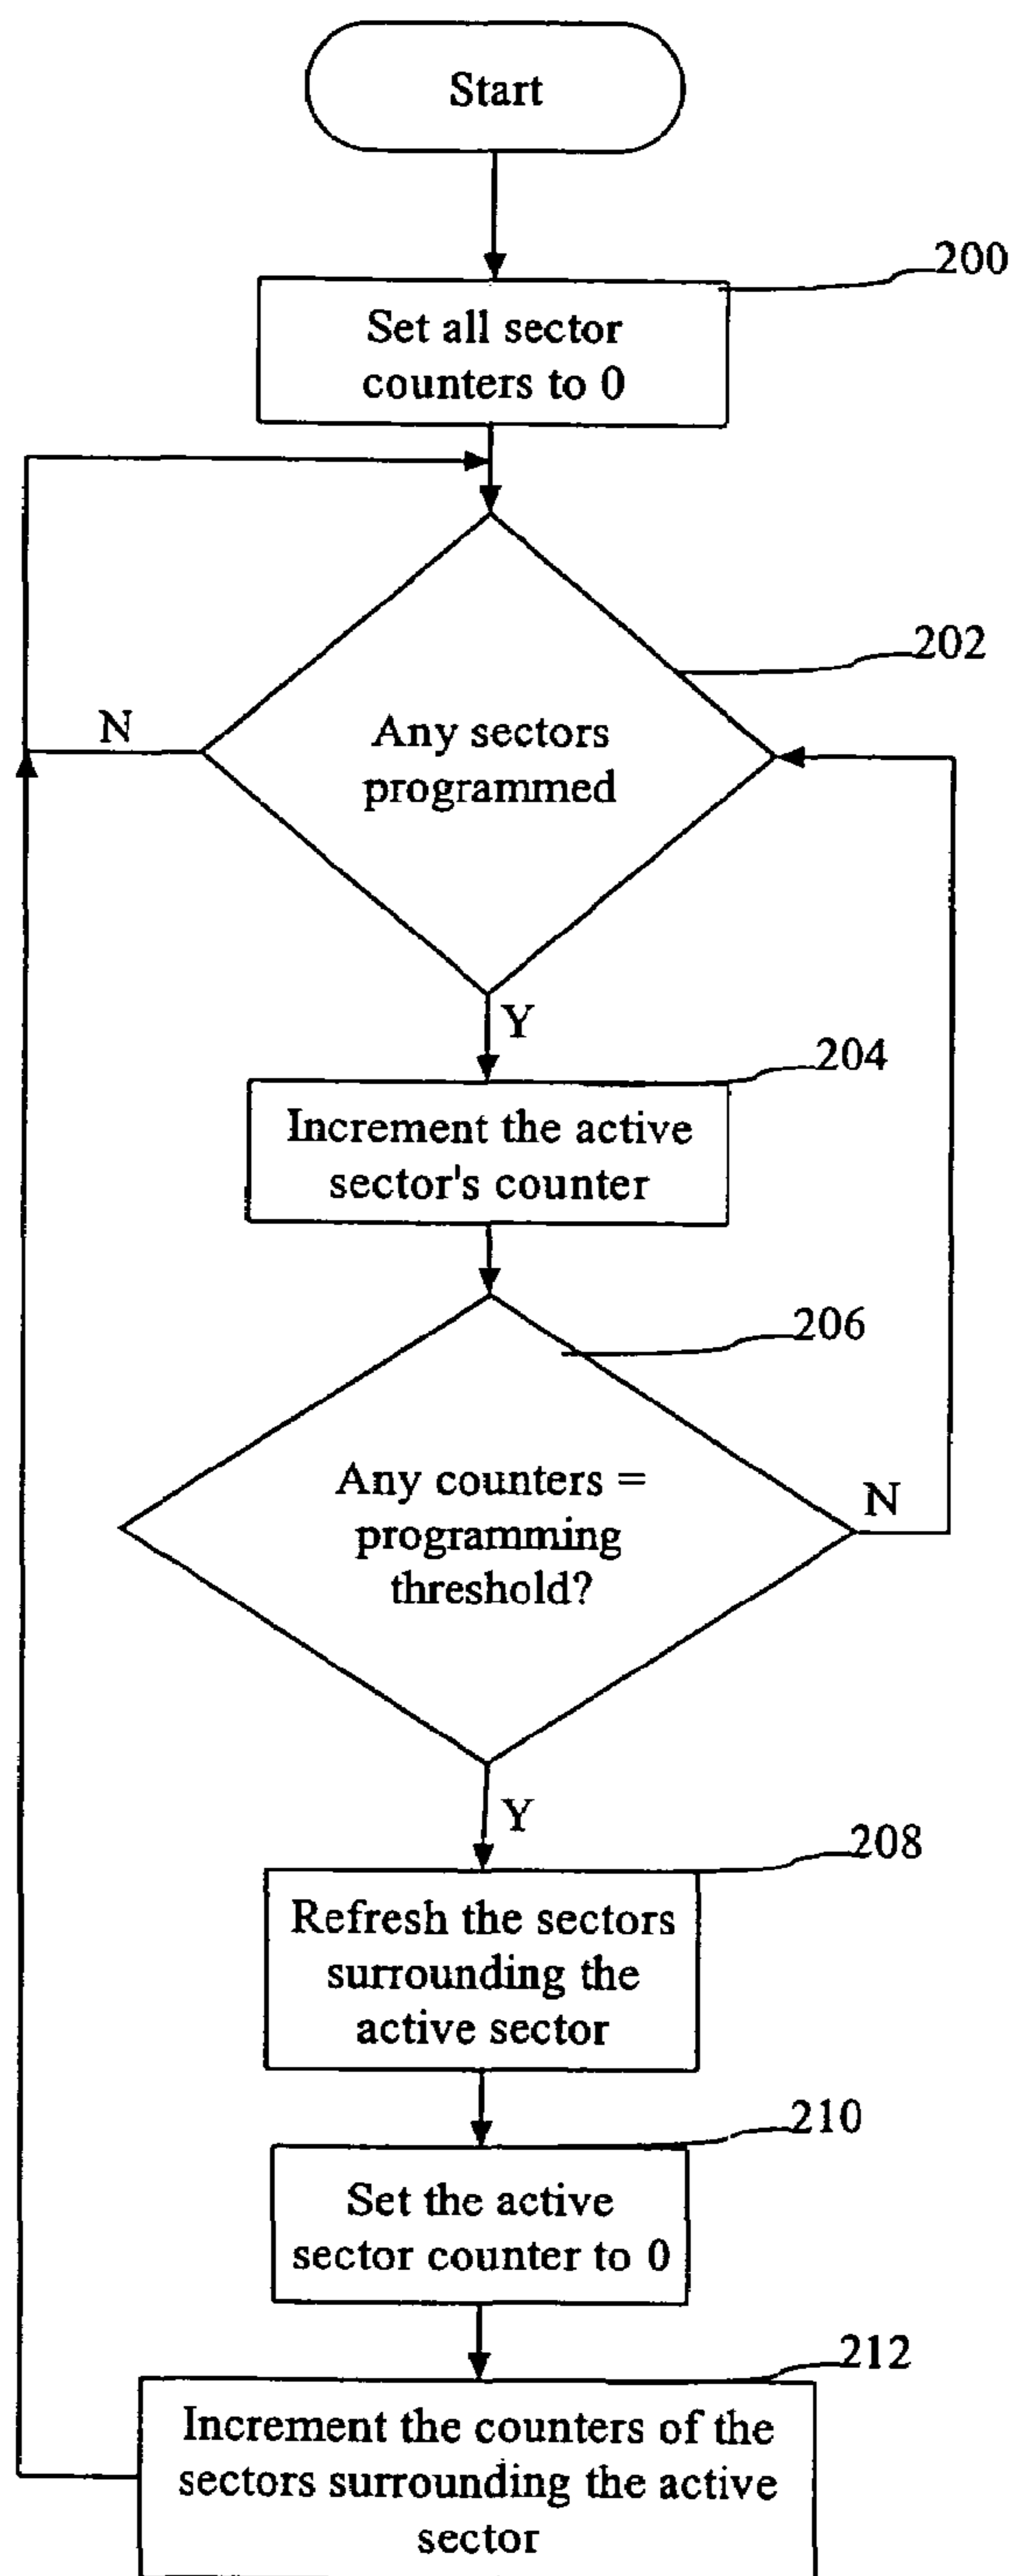 Start
200
Set all sector
counters to 0
202
N
Any sectors
programmed
Y
204
Increment the active
sector's counter
206
Any counters =
programming
threshold?
N
Y
208
Refresh the sectors
surrounding the
active sector
210
Set the active
sector counter to 0
212
Increment the counters of the
sectors surrounding the active
sector